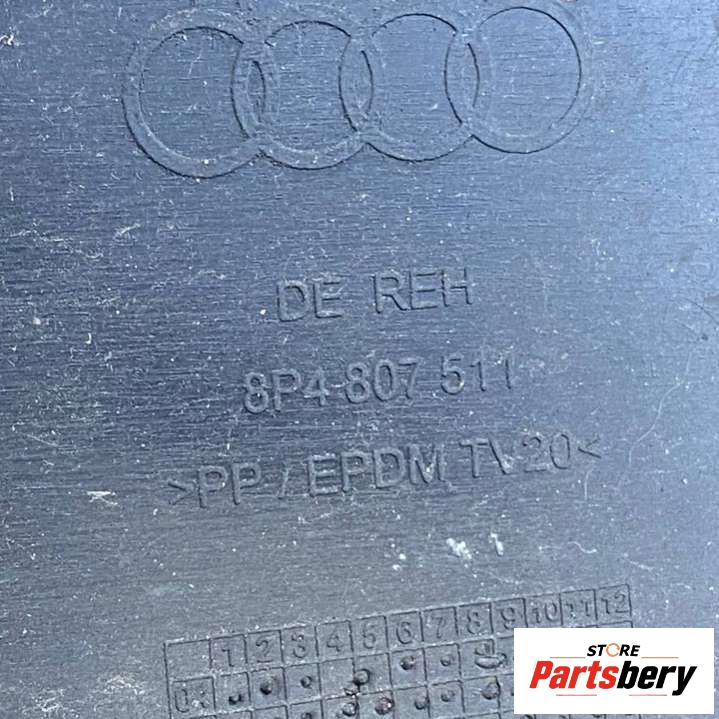 DE REH
8P4 807 511
>PP / EPDM TV20<
1 2 3 4 5 6 7 8 9 10 11 12
STORE
Partsbery